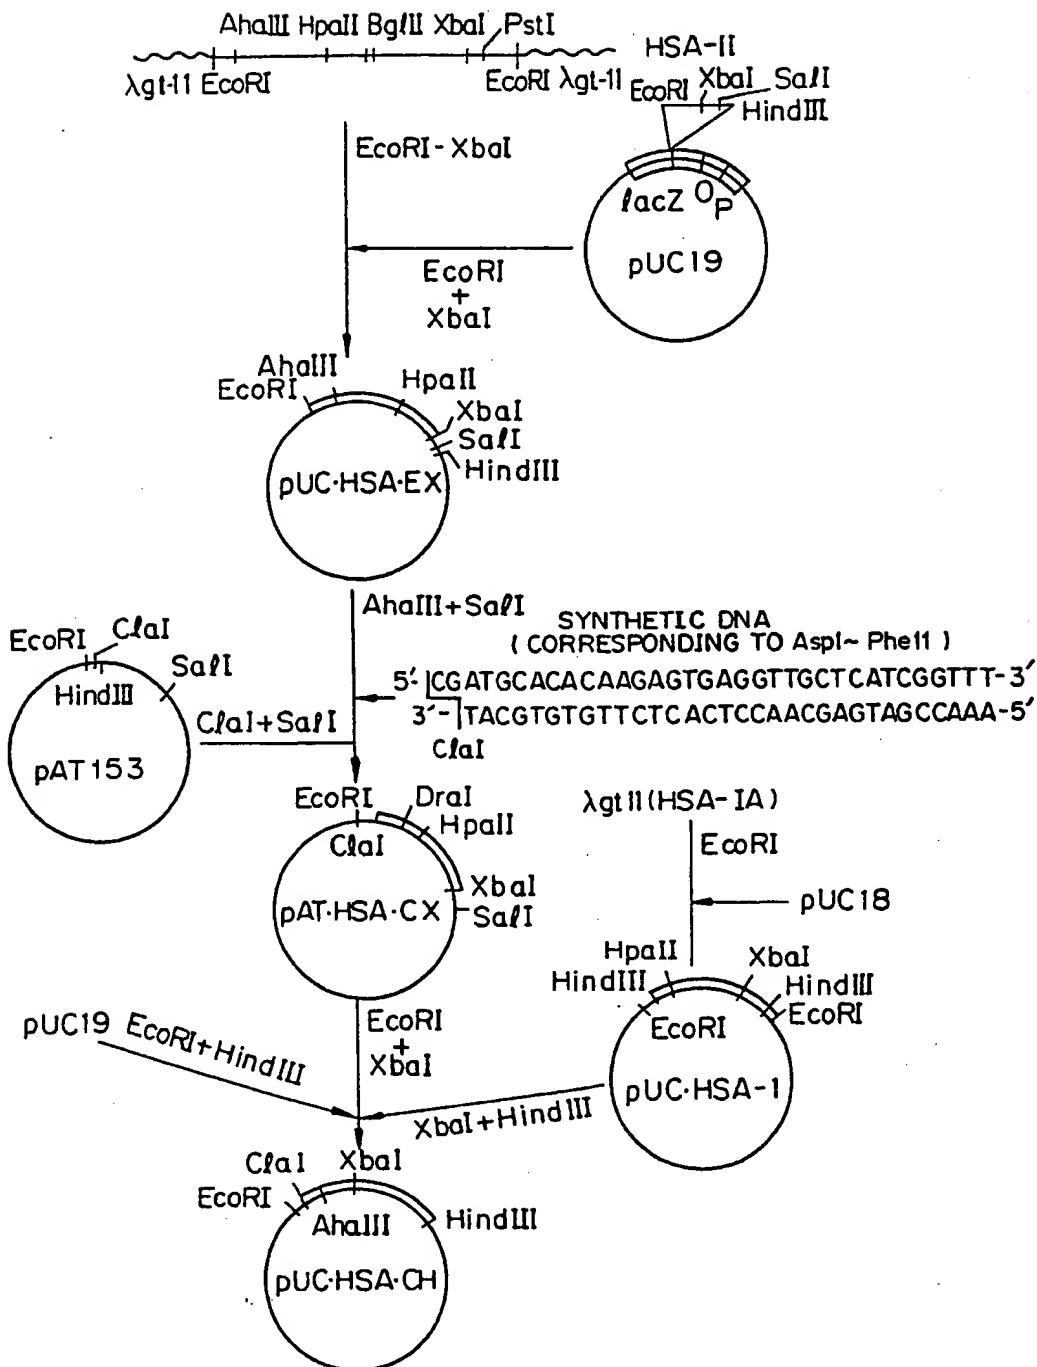 AhaIII HpaII BglII XbaI PstI
λgt-11 EcoRI EcoRI λgt-11
HSA-II
EcoRI XbaI SalI
HindIII
EcoRI-XbaI
lacZ O P
pUC19
EcoRI
+
XbaI
AhaIII
EcoRI
HpaII
XbaI
SalI
HindIII
pUC·HSA·EX
AhaIII+SalI
SYNTHETIC DNA
( CORRESPONDING TO Asp1~ Phe11 )
5'- CGATGCACACAAGAGTGAGGTTGCTCATCGGTTT-3'
3'- TACGTGTGTTCTCACTCCAACGAGTAGCCAAA-5'
ClaI
EcoRI ClaI
SalI
HindIII
pAT153
ClaI+SalI
EcoRI
DraI
HpaII
ClaI
XbaI
SalI
pAT·HSA·CX
λgt11(HSA-IA)
EcoRI
pUC18
HpaII
HindIII
XbaI
HindIII
EcoRI
EcoRI
pUC·HSA-1
EcoRI
+
XbaI
pUC19 EcoRI+HindIII
XbaI+HindIII
ClaI XbaI
EcoRI
AhaIII
HindIII
pUC·HSA·CH